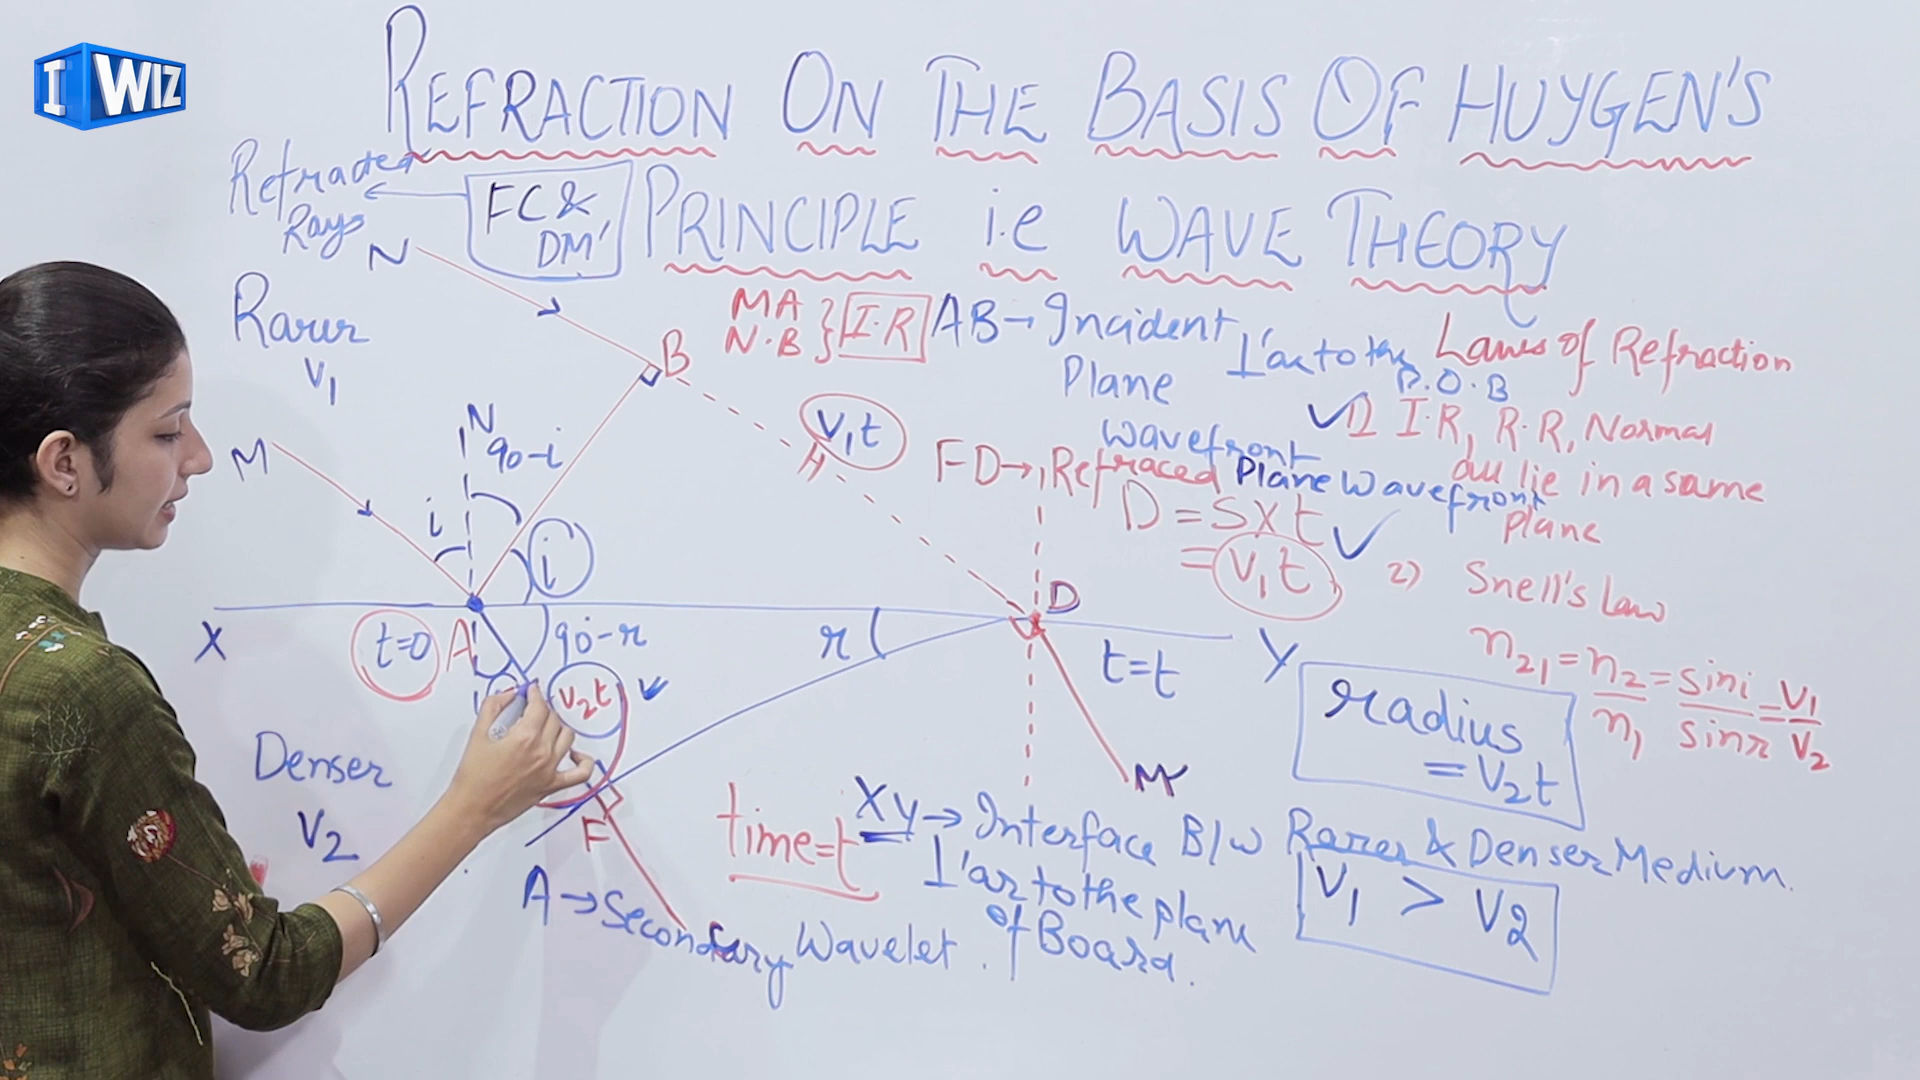 I WIZ
REFRACTION ON THE BASIS OF HUYGEN'S
PRINCIPLE i.e WAVE THEORY
Refracted
Rays
FC &
DM'
N
Rarer
V1
M
N
90-i
i
i
B
MA
N.B } I.R
V1t
H
AB → Incident
Plane
wavefront
⊥'ar to the
P.O.B
FD → Refraced Plane Wavefront
D = S x t
= V1t
Laws of Refraction
1) I.R, R.R, Normal
all lie in a same
plane
2) Snell's Law
n21 = n2/n1 = sini/sinr = V1/V2
X
t=0
A
90°-r
r
D
t=t
Y
V2t
F
M'
radius
= V2t
Denser
V2
time=t
XY → Interface B/w Rarer & Denser Medium.
⊥'ar to the plane
of Board.
V1 > V2
A → Secondary Wavelet.